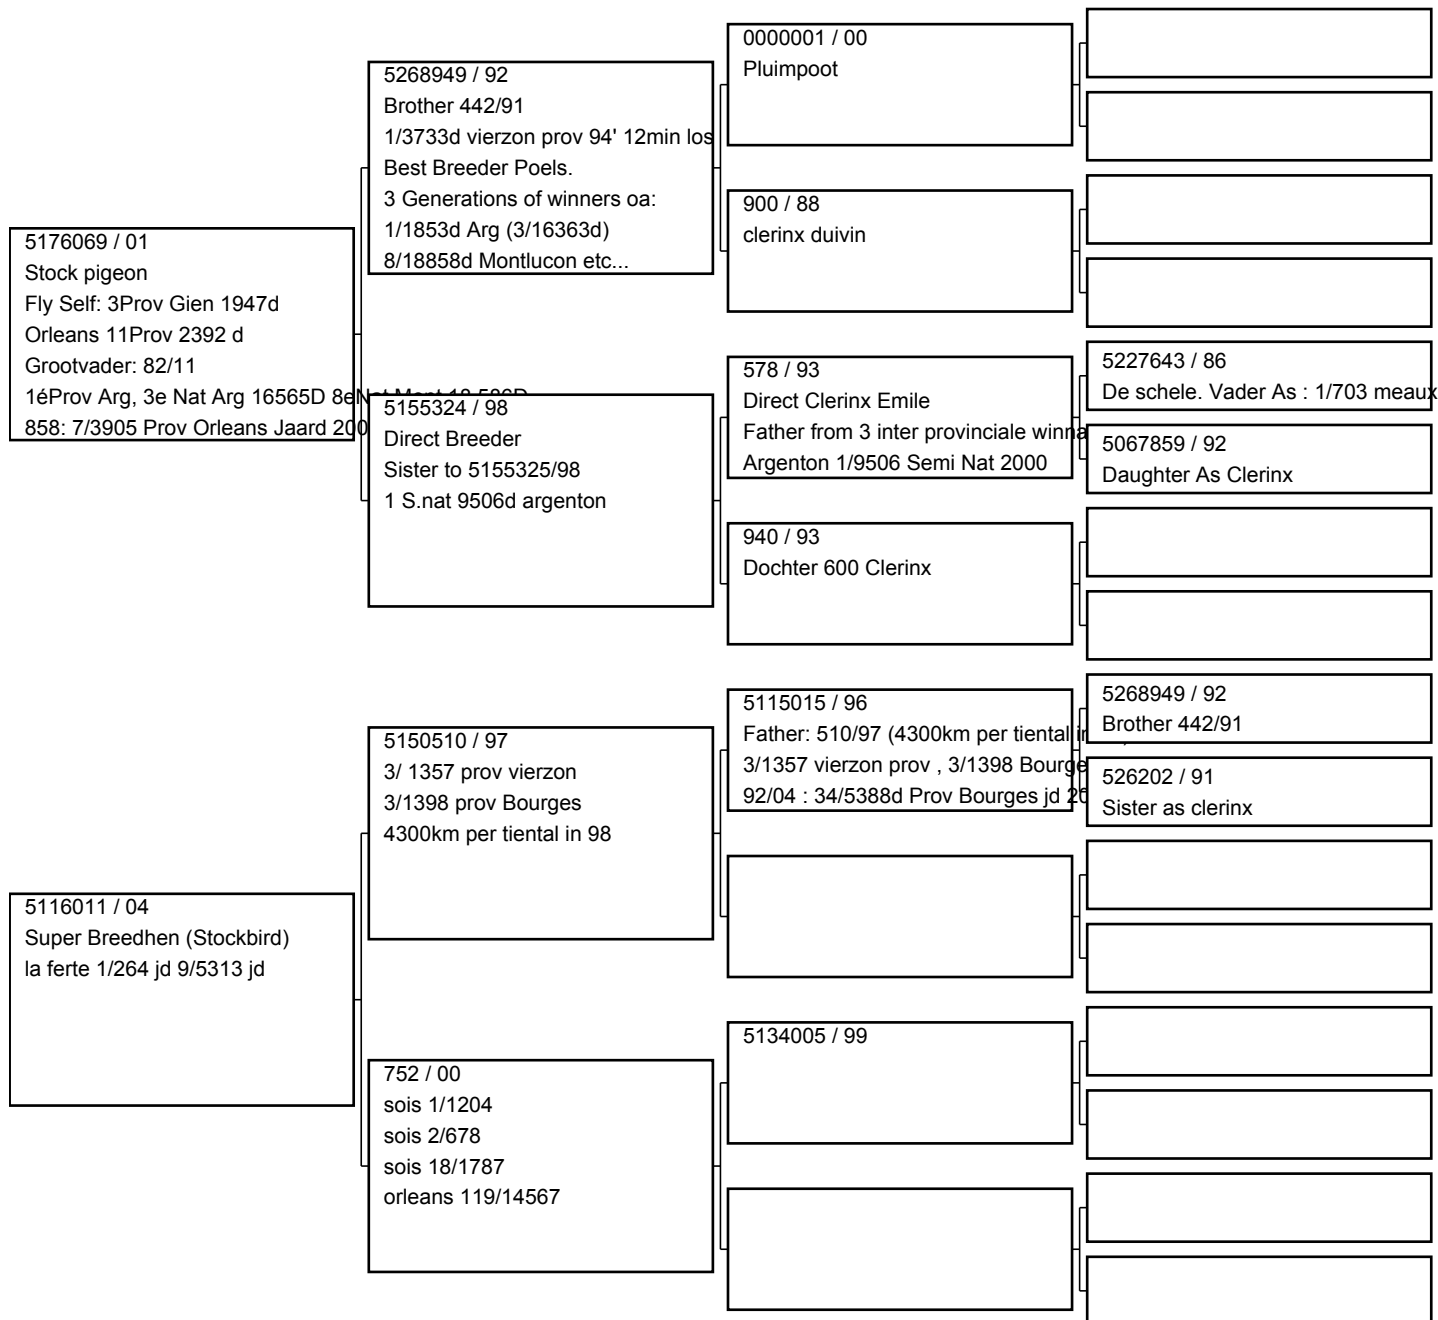 5176069 / 01
Stock pigeon
Fly Self: 3Prov Gien 1947d
Orleans 11Prov 2392 d
Grootvader: 82/11
1éProv Arg, 3e Nat Arg 16565D 8eNat Mont
858: 7/3905 Prov Orleans Jaard
5116011 / 04
Super Breedhen (Stockbird)
la ferte 1/264 jd 9/5313 jd
5268949 / 92
Brother 442/91
1/3733d vierzon prov 94' 12min los
Best Breeder Poels.
3 Generations of winners oa:
1/1853d Arg (3/16363d)
8/18858d Montlucon etc...
5155324 / 98
Direct Breeder
Sister to 5155325/98
1 S.nat 9506d argenton
5150510 / 97
3/ 1357 prov vierzon
3/1398 prov Bourges
4300km per tiental in 98
752 / 00
sois 1/1204
sois 2/678
sois 18/1787
orleans 119/14567
0000001 / 00
Pluimpoot
900 / 88
clerinx duivin
578 / 93
Direct Clerinx Emile
Father from 3 inter provinciale winna
Argenton 1/9506 Semi Nat 2000
940 / 93
Dochter 600 Clerinx
5115015 / 96
Father: 510/97 (4300km per tiental
3/1357 vierzon prov , 3/1398 Bourge
92/04 : 34/5388d Prov Bourges jd
5134005 / 99
5227643 / 86
De schele. Vader As : 1/703 meaux
5067859 / 92
Daughter As Clerinx
5268949 / 92
Brother 442/91
526202 / 91
Sister as clerinx